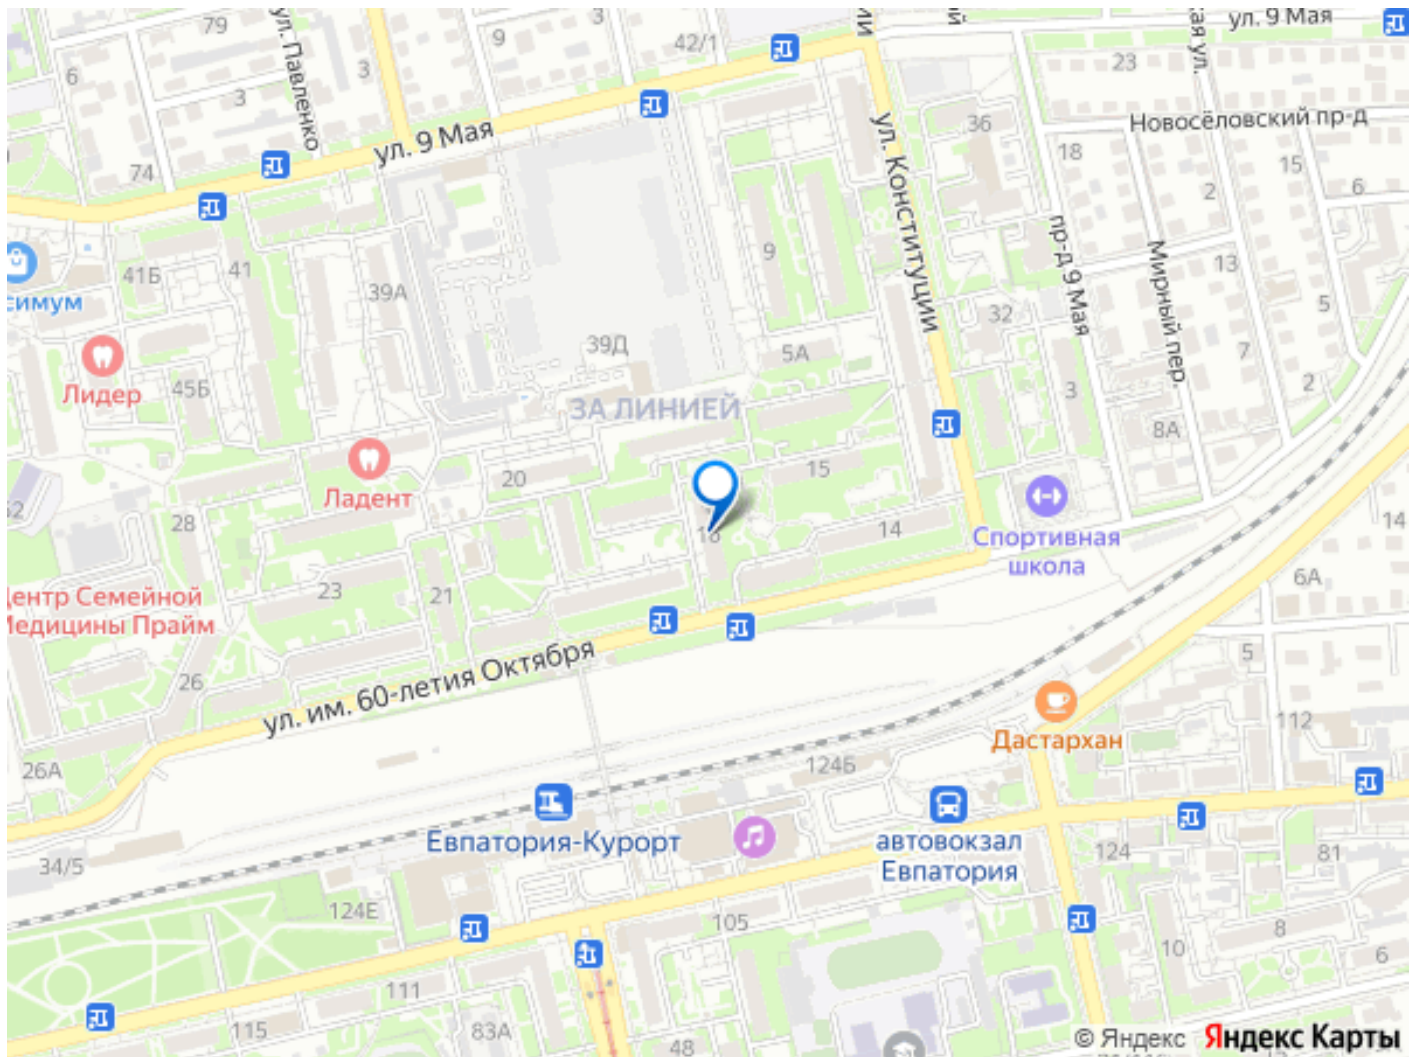 79
ул. Павленко
3
9
42/1
ул. 9 Мая
6
3
3
23
ул. 9 Мая
36
Новосёловский пр-д
18
15
74
ул. Конституции
2
6
41Б
41
39А
9
пр-д 9 Мая
Мирный пер.
13
симум
32
5
39Д
5А
7
Лидер
45Б
ЗА ЛИНИЕЙ
3
2
8А
Ладент
20
15
28
14
Спортивная
школа
14
23
21
6А
Центр Семейной
Медицины Прайм
26
ул. им. 60-летия Октября
5
112
Дастархан
26А
124Б
Евпатория-Курорт
автовокзал
Евпатория
124
81
34/5
124Е
105
8
10
6
111
115
83А
48
© Яндекс Яндекс Карты